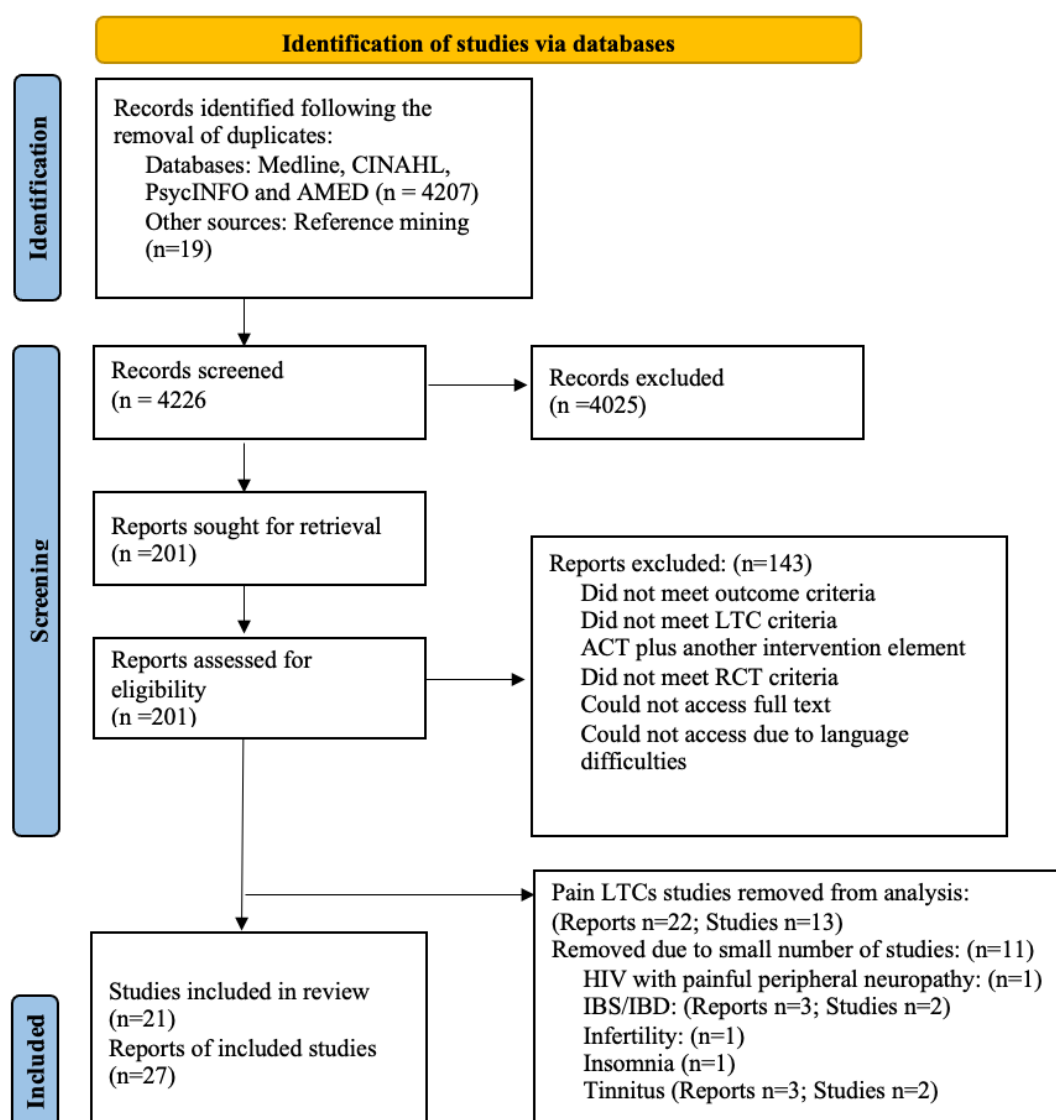 Identification of studies via databases
Identification
Records identified following the
removal of duplicates:
Databases: Medline, CINAHL,
PsycINFO and AMED (n = 4207)
Other sources: Reference mining
(n=19)
Screening
Records screened
(n = 4226
Records excluded
(n =4025)
Reports sought for retrieval
(n =201)
Reports assessed for
eligibility
(n =201)
Reports excluded: (n=143)
Did not meet outcome criteria
Did not meet LTC criteria
ACT plus another intervention element
Did not meet RCT criteria
Could not access full text
Could not access due to language
difficulties
Pain LTCs studies removed from analysis:
(Reports n=22; Studies n=13)
Removed due to small number of studies: (n=11)
HIV with painful peripheral neuropathy: (n=1)
IBS/IBD: (Reports n=3; Studies n=2)
Infertility: (n=1)
Insomnia (n=1)
Tinnitus (Reports n=3; Studies n=2)
Included
Studies included in review
(n=21)
Reports of included studies
(n=27)